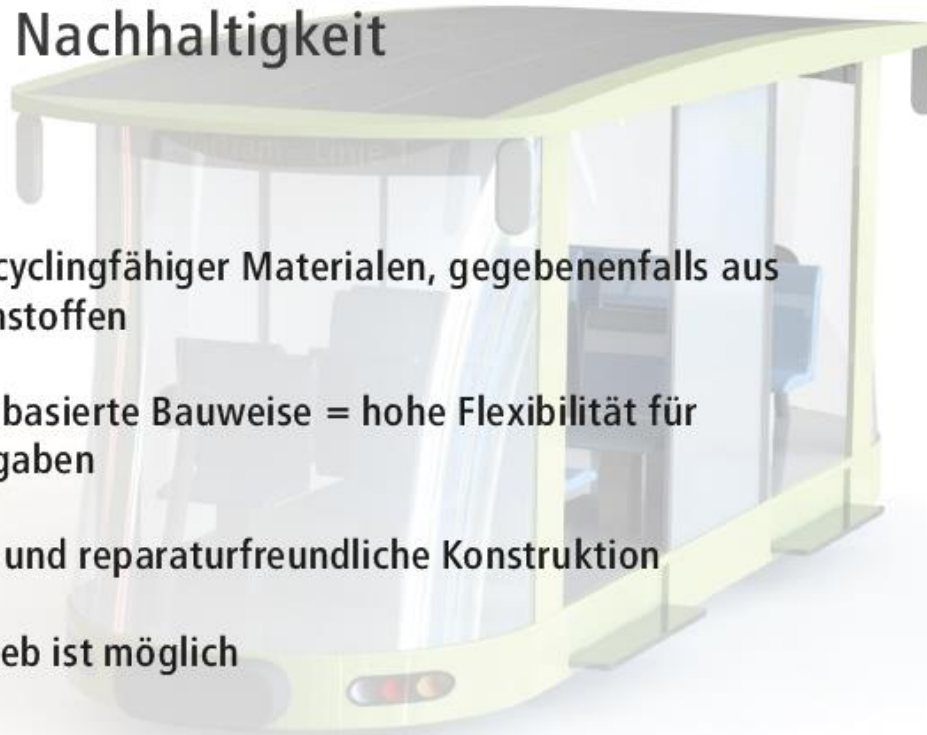 Nachhaltigkeit
cyclingfähiger Materialen, gegebenenfalls aus
nstoffen
basierte Bauweise = hohe Flexibilität für
gaben
und reparaturfreundliche Konstruktion
eb ist möglich